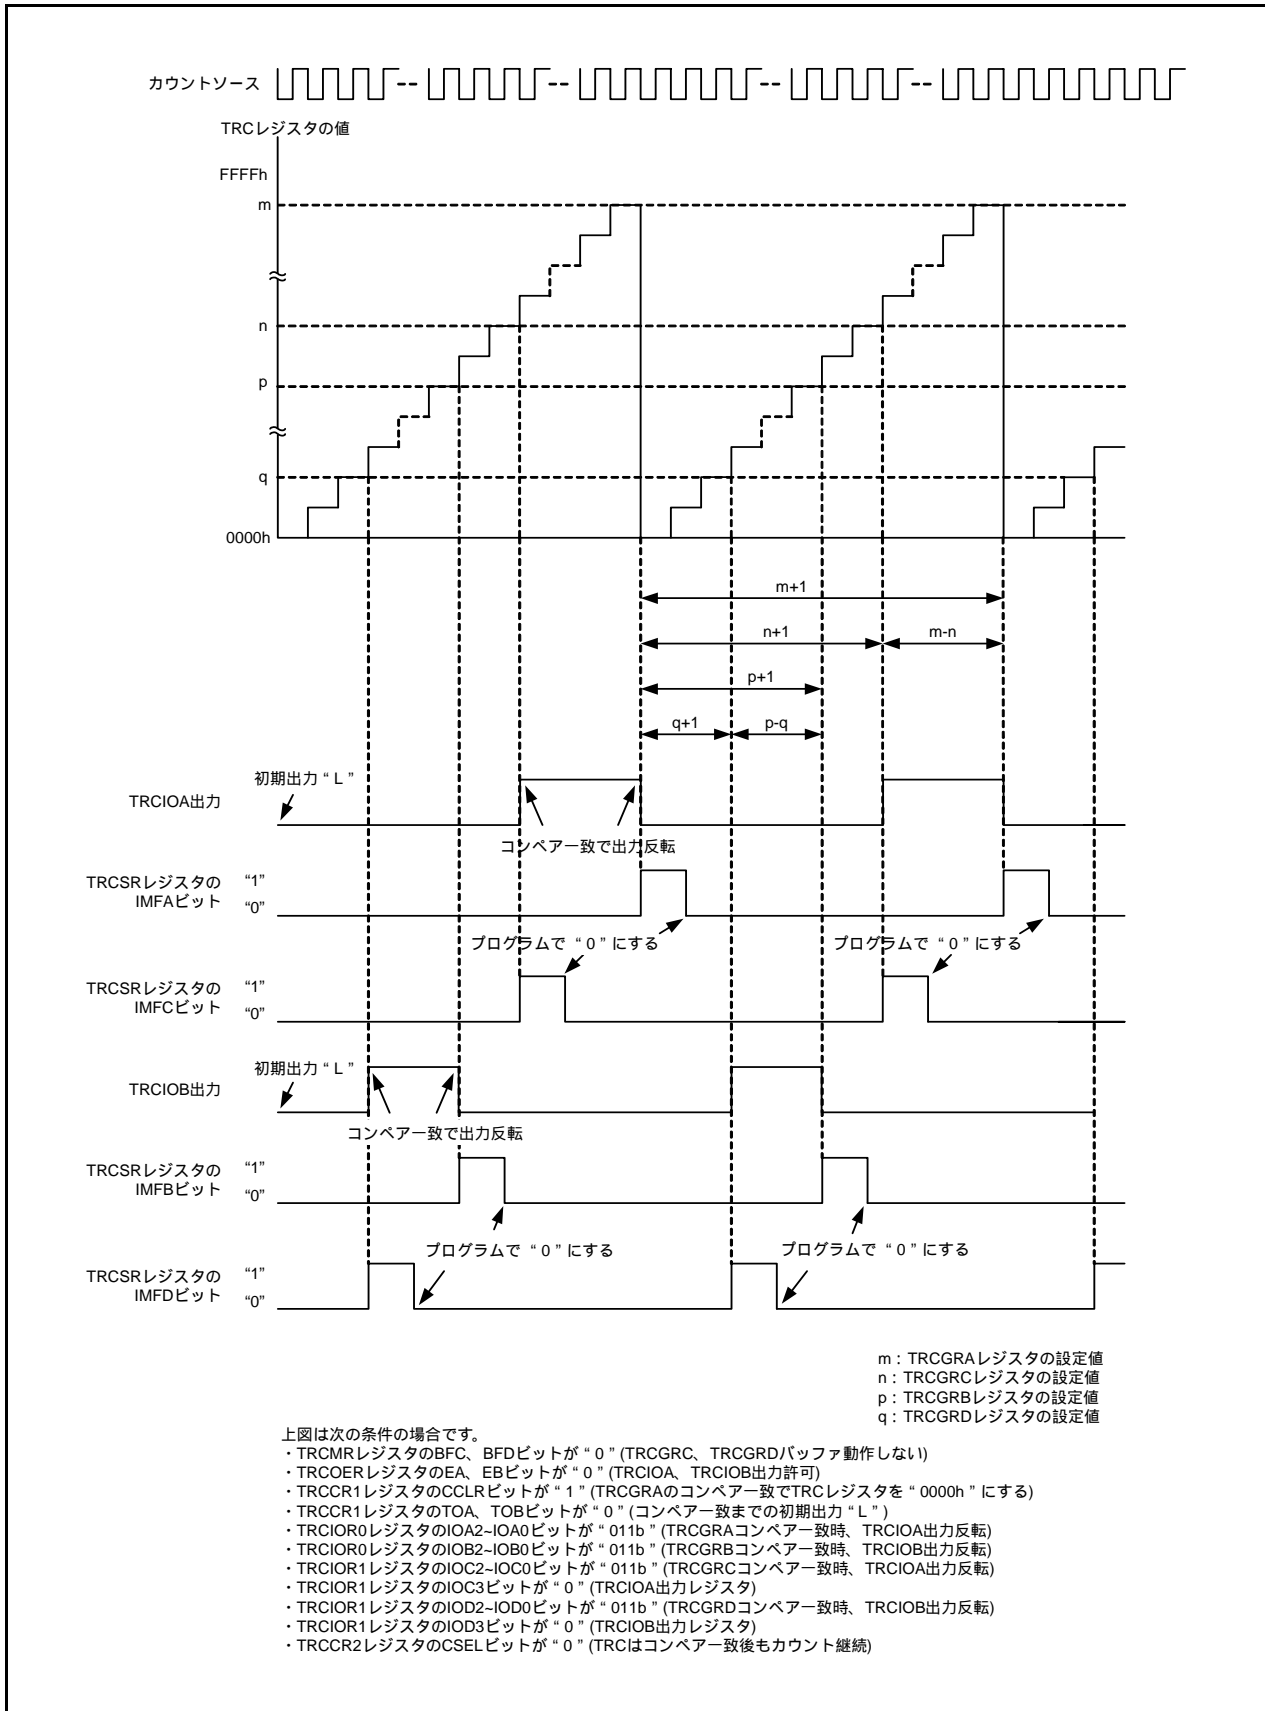 カウントソース
TRCレジスタの値
FFFFh
m
n
p
q
0000h
m+1
n+1
m-n
p+1
q+1
p-q
初期出力 “ L ”
TRCIOA出力
コンペア一致で出力反転
TRCSRレジスタの
IMFAビット
“1”
“0”
プログラムで “ 0 ” にする
プログラムで “ 0 ” にする
TRCSRレジスタの
IMFCビット
“1”
“0”
初期出力 “ L ”
TRCIOB出力
コンペア一致で出力反転
TRCSRレジスタの
IMFBビット
“1”
“0”
プログラムで “ 0 ” にする
プログラムで “ 0 ” にする
TRCSRレジスタの
IMFDビット
“1”
“0”
m : TRCGRAレジスタの設定値
n : TRCGRCレジスタの設定値
p : TRCGRBレジスタの設定値
q : TRCGRDレジスタの設定値
上図は次の条件の場合です。
・TRCMRレジスタのBFC、BFDビットが “ 0 ” (TRCGRC、TRCGRDバッファ動作しない)
・TRCOERレジスタのEA、EBビットが “ 0 ” (TRCIOA、TRCIOB出力許可)
・TRCCR1レジスタのCCLRビットが “ 1 ” (TRCGRAのコンペア一致でTRCレジスタを “ 0000h ” にする)
・TRCCR1レジスタのTOA、TOBビットが “ 0 ” (コンペア一致までの初期出力 “ L ” )
・TRCIOR0レジスタのIOA2~IOA0ビットが “ 011b ” (TRCGRAコンペア一致時、TRCIOA出力反転)
・TRCIOR0レジスタのIOB2~IOB0ビットが “ 011b ” (TRCGRBコンペア一致時、TRCIOB出力反転)
・TRCIOR1レジスタのIOC2~IOC0ビットが “ 011b ” (TRCGRCコンペア一致時、TRCIOA出力反転)
・TRCIOR1レジスタのIOC3ビットが “ 0 ” (TRCIOA出力レジスタ)
・TRCIOR1レジスタのIOD2~IOD0ビットが “ 011b ” (TRCGRDコンペア一致時、TRCIOB出力反転)
・TRCIOR1レジスタのIOD3ビットが “ 0 ” (TRCIOB出力レジスタ)
・TRCCR2レジスタのCSELビットが “ 0 ” (TRCはコンペア一致後もカウント継続)